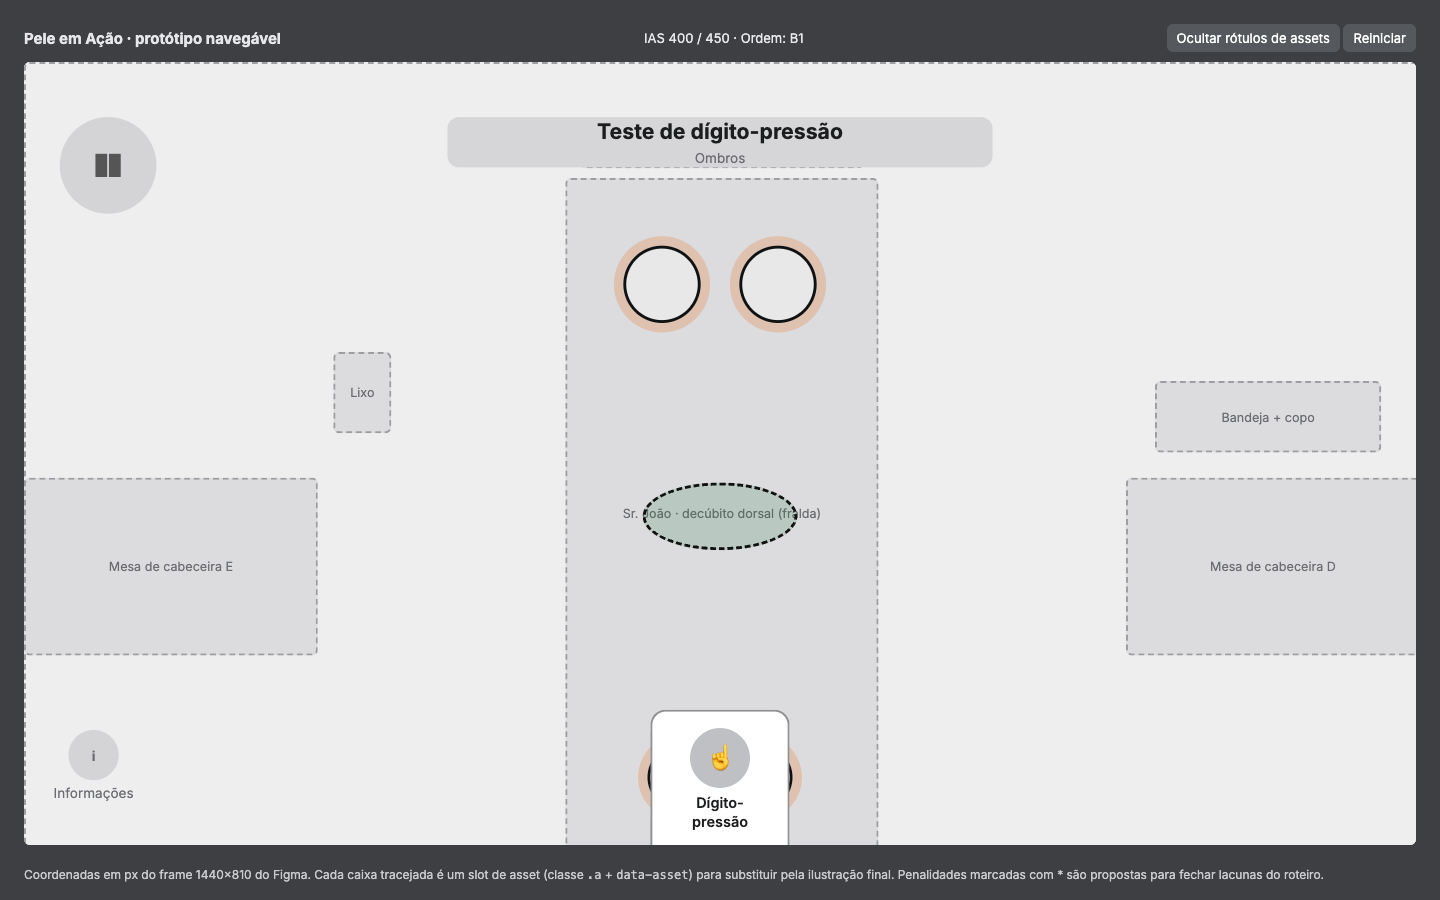 Pele em Ação · protótipo navegável
IAS 400 / 450 · Ordem: B1
Ocultar rótulos de assets
Reiniciar
Teste de dígito-pressão
Ombros
Lixo
Bandeja + copo
Sr. João · decúbito dorsal (fralda)
Mesa de cabeceira E
Mesa de cabeceira D
i
Informações
Dígito-
pressão
Coordenadas em px do frame 1440×810 do Figma. Cada caixa tracejada é um slot de asset (classe .a + data-asset) para substituir pela ilustração final. Penalidades marcadas com * são propostas para fechar lacunas do roteiro.